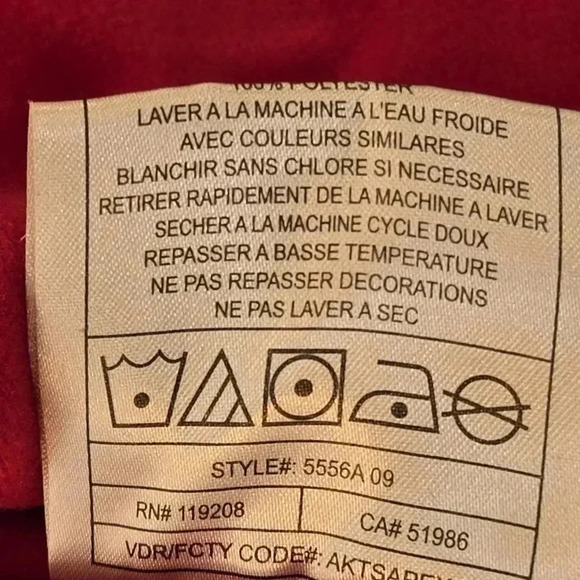 100% POLYESTER
LAVER A LA MACHINE A L'EAU FROIDE
AVEC COULEURS SIMILARES
BLANCHIR SANS CHLORE SI NECESSAIRE
RETIRER RAPIDEMENT DE LA MACHINE A LAVER
SECHER A LA MACHINE CYCLE DOUX
REPASSER A BASSE TEMPERATURE
NE PAS REPASSER DECORATIONS
NE PAS LAVER A SEC
STYLE#: 5556A 09
RN# 119208
CA# 51986
VDR/FCTY CODE#: